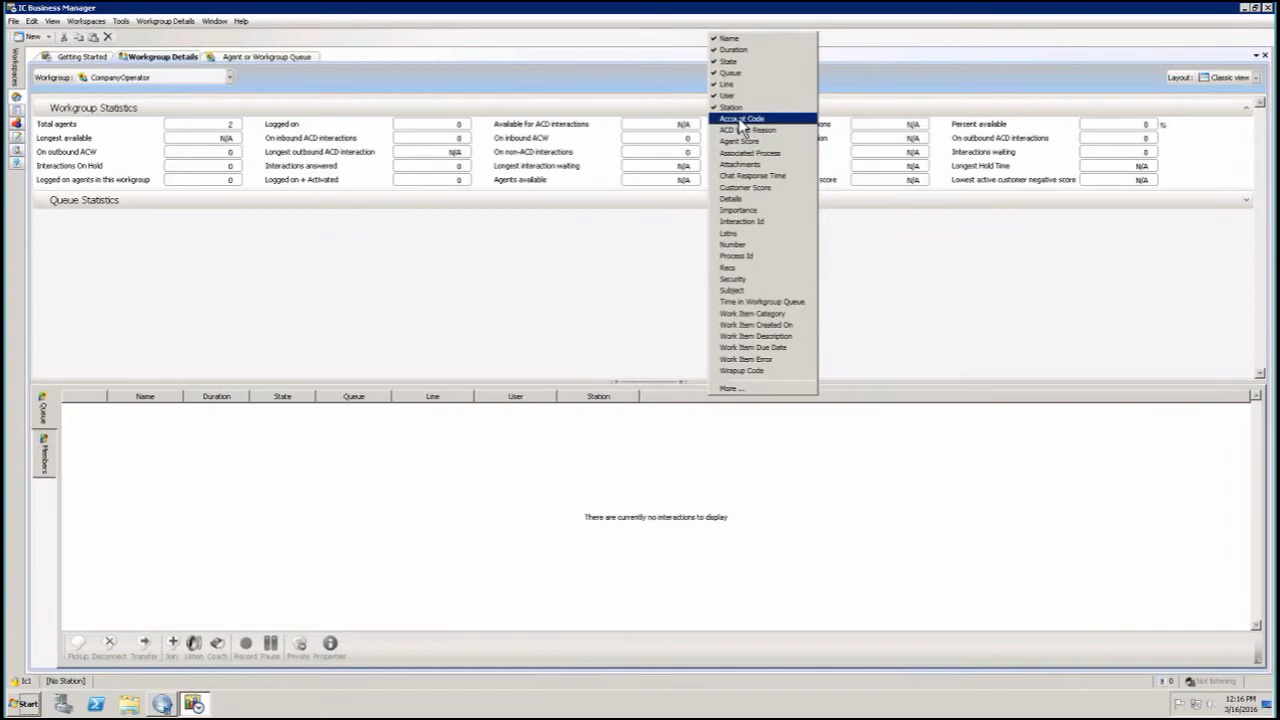 IC Business Manager
File Edit View Workspaces Tools Workgroup Details Window Help
New
Workspaces
Getting Started Workgroup Details Agent or Workgroup Queue
Workgroup: CompanyOperator Layout: Classic view
Workgroup Statistics
Total agents 2 Logged on 0 Available for ACD interactions N/A N/A Percent available 0 %
Longest available N/A On inbound ACD interactions 0 On inbound ACW 0 N/A On outbound ACD interactions 0
On outbound ACW 0 Longest outbound ACD interaction N/A On non-ACD interactions 0 N/A Interactions waiting 0
Interactions On Hold 0 Interactions answered 0 Longest interaction waiting N/A N/A Longest Hold Time N/A
Logged on agents in this workgroup 0 Logged on + Activated 0 Agents available N/A score N/A Lowest active customer negative score N/A
Queue Statistics
Name
Duration
State
Queue
Line
User
Station
Account Code
ACD Reason
Agent Score
Associated Process
Attachments
Chat Response Time
Customer Score
Details
Importance
Interaction Id
Lstns
Number
Process Id
Recs
Security
Subject
Time in Workgroup Queue
Work Item Category
Work Item Created On
Work Item Description
Work Item Due Date
Work Item Error
Wrapup Code
More ...
Queue
Members
Name Duration State Queue Line User Station
There are currently no interactions to display
Pickup Disconnect Transfer Join Listen Coach Record Pause Private Properties
Ic1 [No Station] 0 Not listening
Start 12:16 PM
3/16/2016